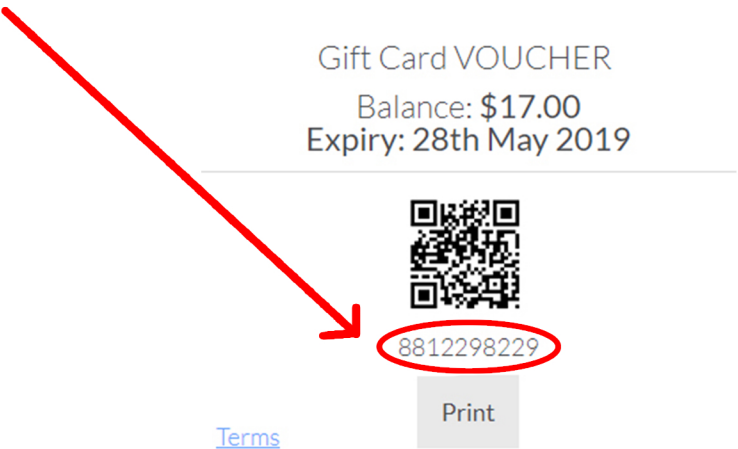 Gift Card VOUCHER
Balance: $17.00
Expiry: 28th May 2019
8812298229
Print
Terms